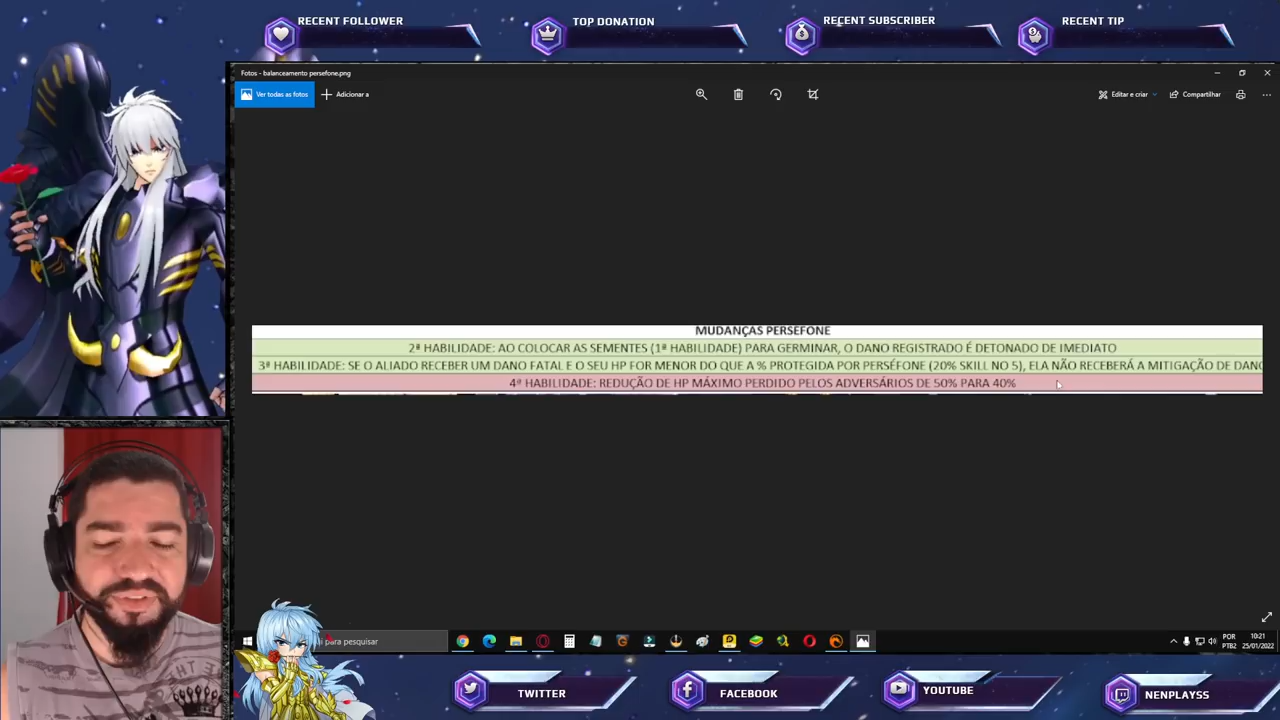 RECENT FOLLOWER
TOP DONATION
RECENT SUBSCRIBER
RECENT TIP
Fotos - balanceamento persefone.png
Ver todas as fotos
Adicionar a
Editar e criar
Compartilhar
MUDANÇAS PERSEFONE
2ª HABILIDADE: AO COLOCAR AS SEMENTES (1ª HABILIDADE) PARA GERMINAR, O DANO REGISTRADO É DETONADO DE IMEDIATO
3ª HABILIDADE: SE O ALIADO RECEBER UM DANO FATAL E O SEU HP FOR MENOR DO QUE A % PROTEGIDA POR PERSÉFONE (20% SKILL NO 5), ELA NÃO RECEBERÁ A MITIGAÇÃO DE DANO
4ª HABILIDADE: REDUÇÃO DE HP MÁXIMO PERDIDO PELOS ADVERSÁRIOS DE 50% PARA 40%
para pesquisar
POR
10:21
PTB2
25/01/2022
TWITTER
FACEBOOK
YOUTUBE
NENPLAYSS